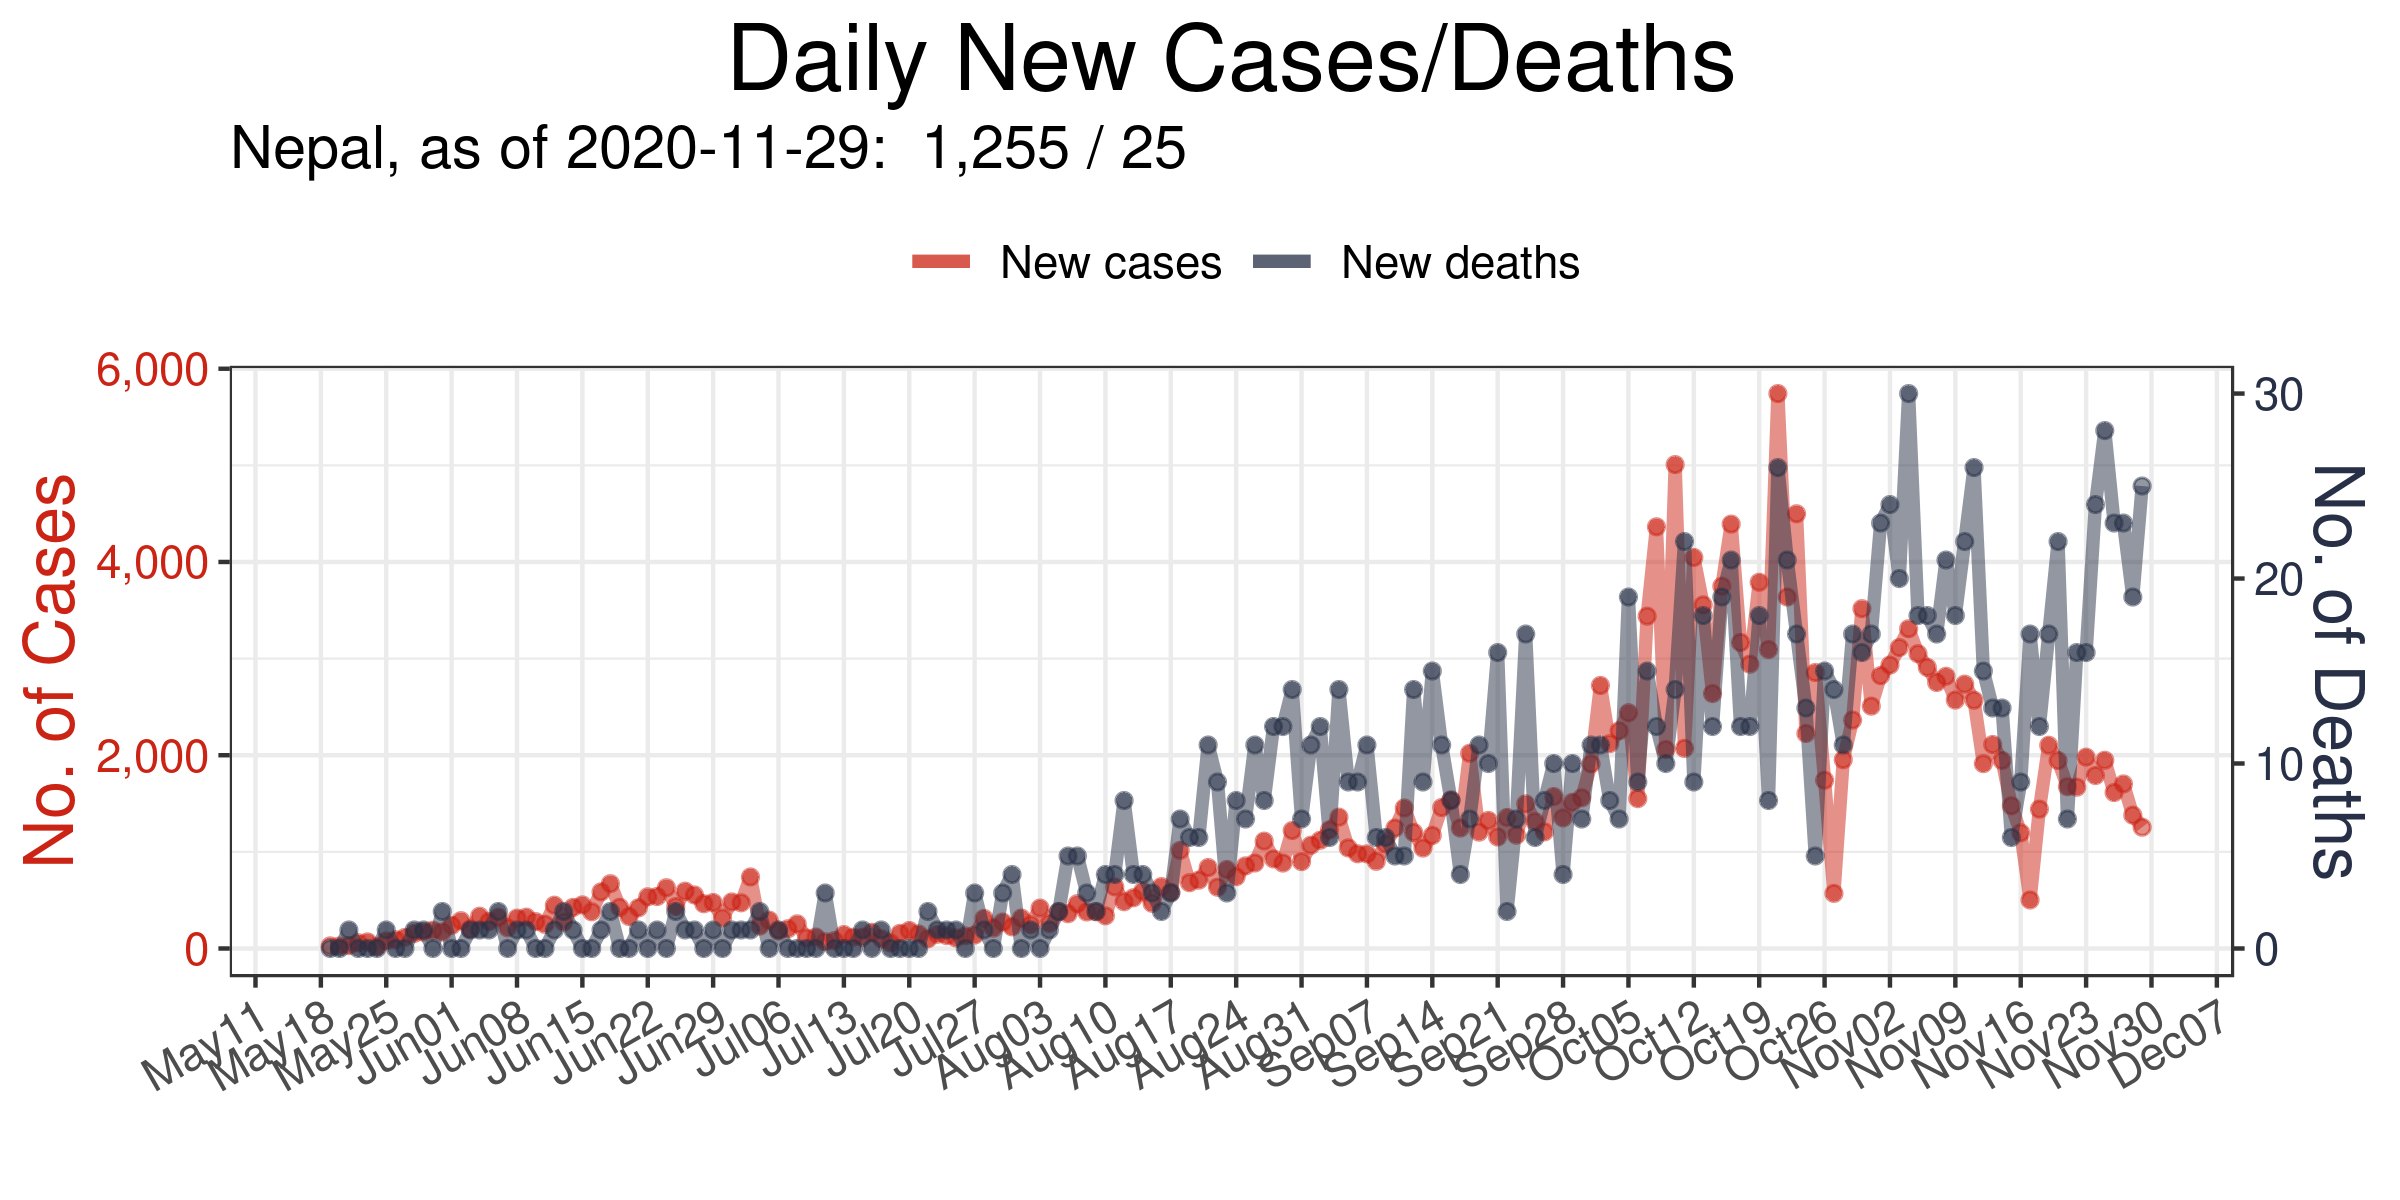 Daily New Cases/Deaths
Nepal, as of 2020-11-29:  1,255 / 25
New cases New deaths
No. of Cases
6,000
4,000
2,000
0
30
20
10
0
No. of Deaths
May11 May18 May25 Jun01 Jun08 Jun15 Jun22 Jun29 Jul06 Jul13 Jul20 Jul27 Aug03 Aug10 Aug17 Aug24 Aug31 Sep07 Sep14 Sep21 Sep28 Oct05 Oct12 Oct19 Oct26 Nov02 Nov09 Nov16 Nov23 Nov30 Dec07